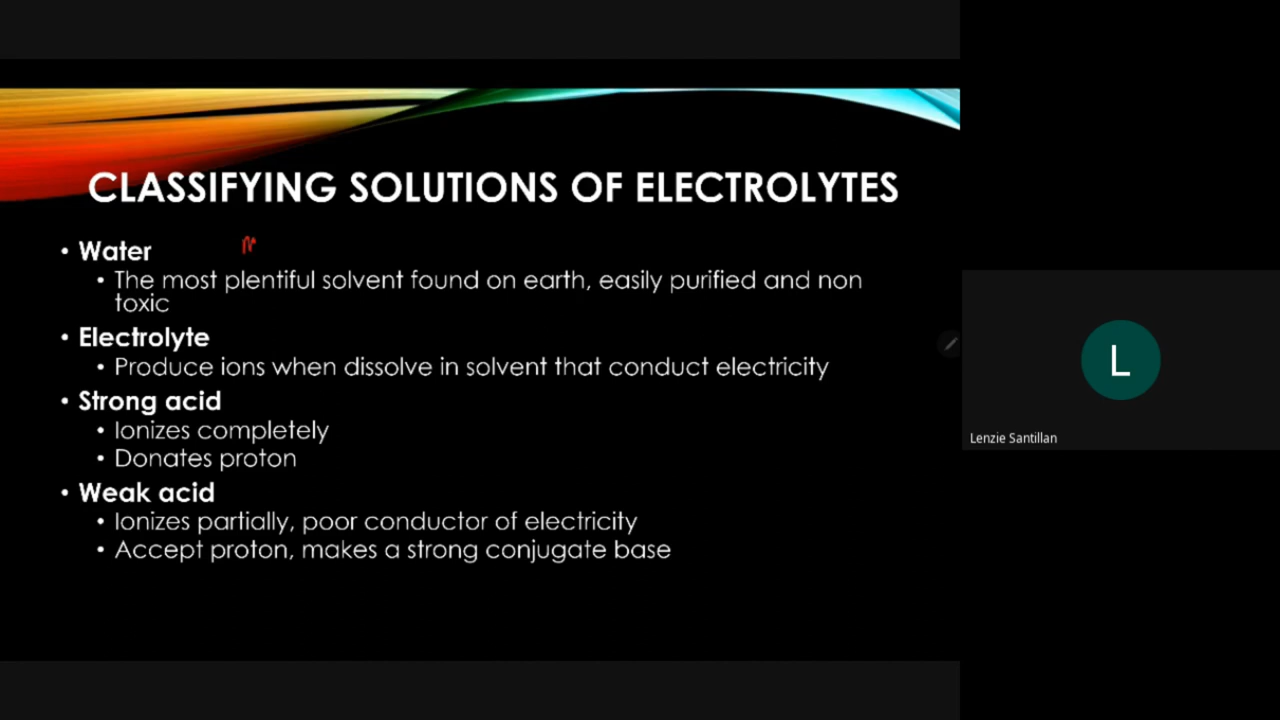 CLASSIFYING SOLUTIONS OF ELECTROLYTES
• Water
• The most plentiful solvent found on earth, easily purified and non
toxic
• Electrolyte
• Produce ions when dissolve in solvent that conduct electricity
• Strong acid
• Ionizes completely
• Donates proton
• Weak acid
• Ionizes partially, poor conductor of electricity
• Accept proton, makes a strong conjugate base
L
Lenzie Santillan